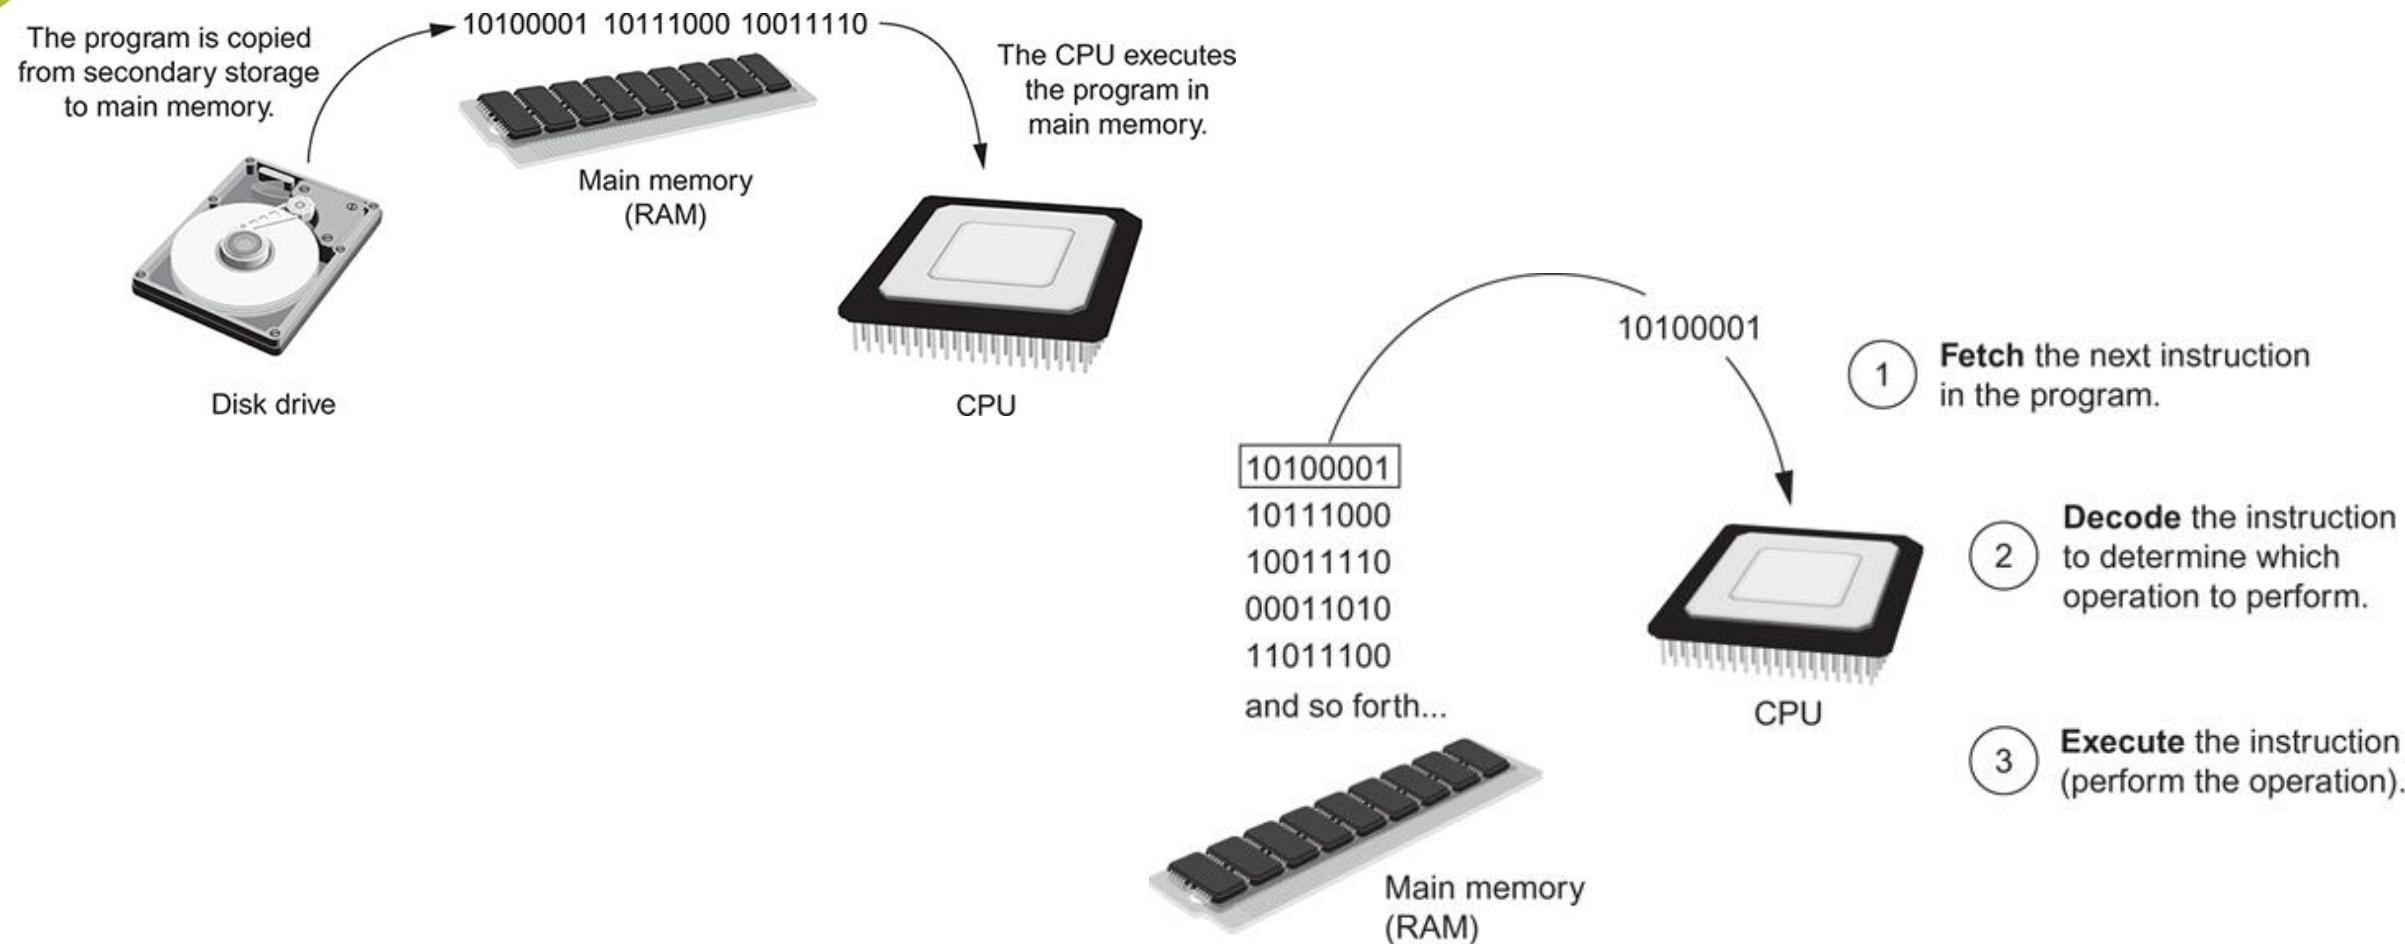 The program is copied
from secondary storage
to main memory.
10100001 10111000 10011110
The CPU executes
the program in
main memory.
Main memory
(RAM)
Disk drive
CPU
10100001
1
Fetch the next instruction
in the program.
10100001
10111000
10011110
00011010
11011100
and so forth...
2
Decode the instruction
to determine which
operation to perform.
CPU
3
Execute the instruction
(perform the operation).
Main memory
(RAM)